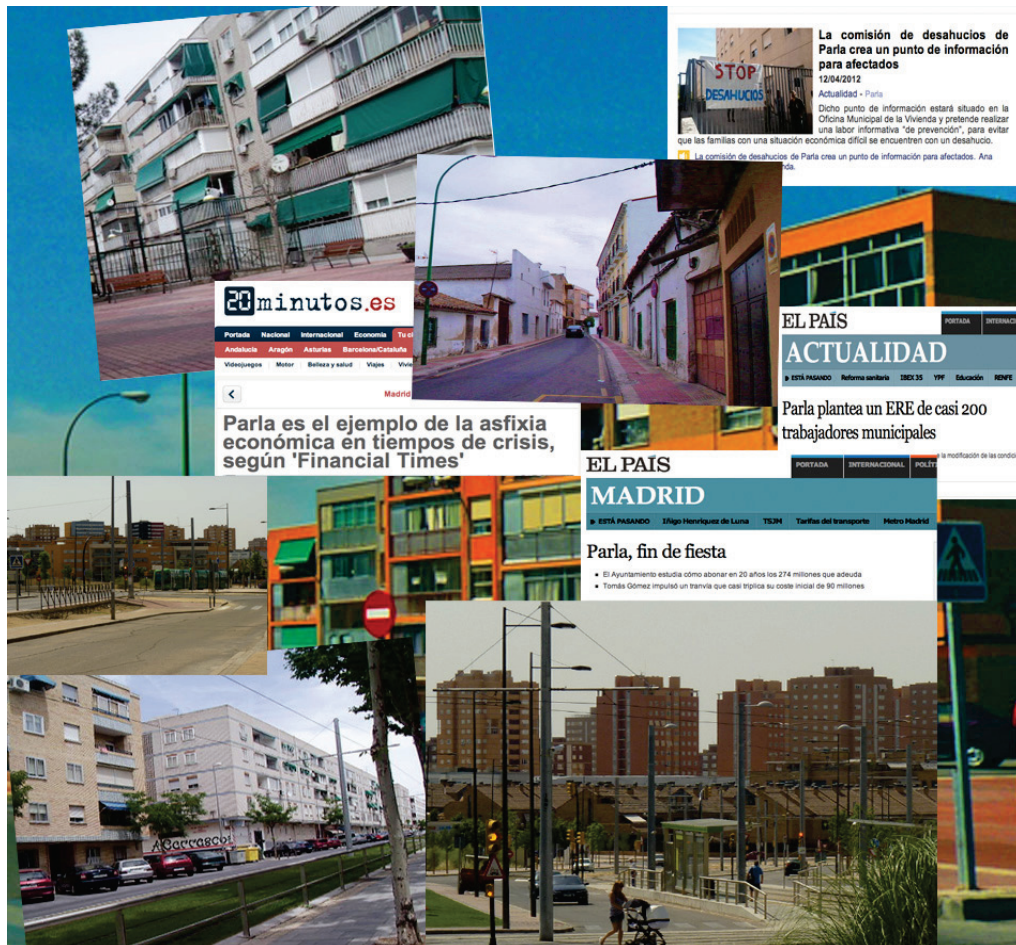 La comisión de desahucios de
Parla crea un punto de información
para afectados
12/04/2012
Actualidad - Parla
Dicho punto de información estará situado en la
Oficina Municipal de la Vivienda y pretende realizar
una labor informativa "de prevención", para evitar
que las familias con una situación económica difícil se encuentren con un desahucio.
La comisión de desahucios de Parla crea un punto de información para afectados. Ana
STOP
DESAHUCIOS
20minutos.es
Portada Nacional Internacional Economía Tu
Andalucía Aragón Asturias Barcelona/Cataluña
Videojuegos Motor Belleza y salud Viajes
Madrid
Parla es el ejemplo de la asfixia
económica en tiempos de crisis,
según 'Financial Times'
EL PAÍS
PORTADA
ACTUALIDAD
ESTÁ PASANDO Reforma sanitaria IBEX 35 YPF Educación RENFE
Parla plantea un ERE de casi 200
trabajadores municipales
la modificación de las
EL PAÍS
PORTADA INTERNACIONAL
MADRID
ESTÁ PASANDO Iñigo Henríquez de Luna TSJM Tarifas del transporte Metro Madrid
Parla, fin de fiesta
El Ayuntamiento estudia cómo abonar en 20 años los 274 millones que adeuda
Tomás Gómez impulsó un tranvía que casi triplica su coste inicial de 90 millones